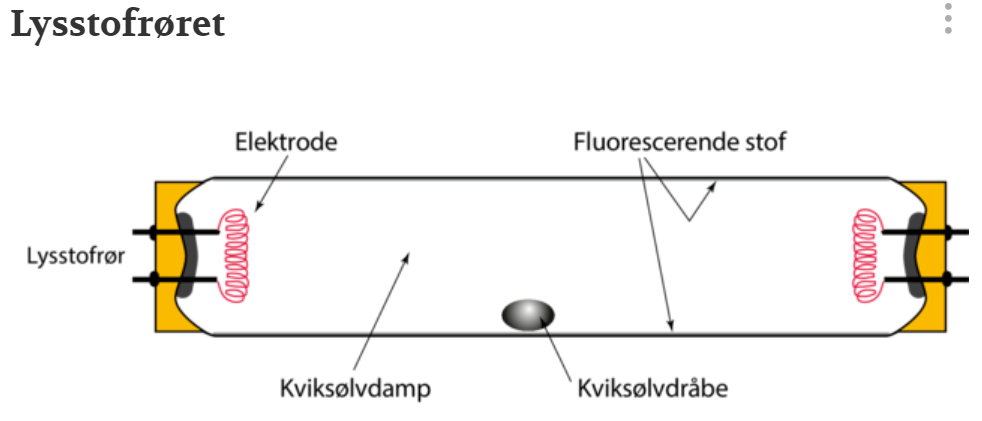 Lysstofrøret
Elektrode
Fluorescerende stof
Lysstofrør
Kviksølvdamp
Kviksølvdråbe